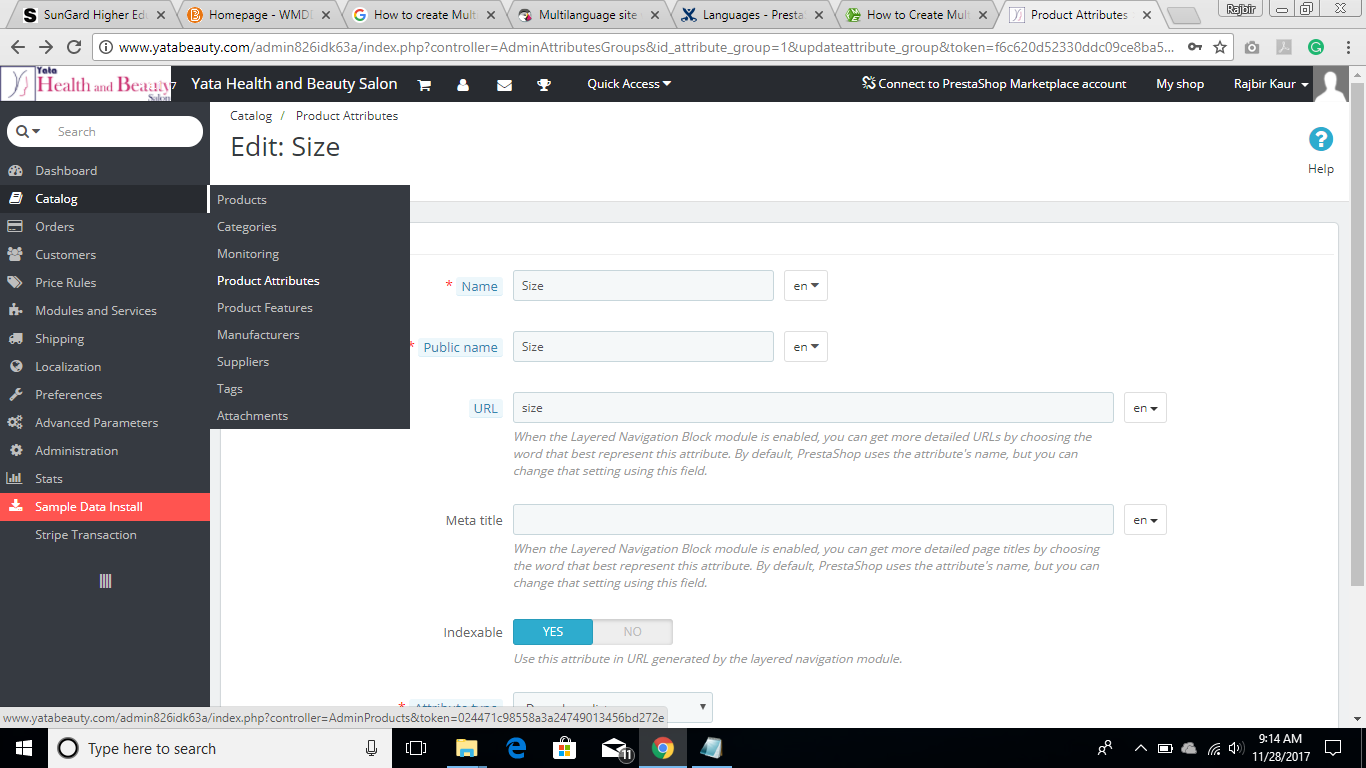 SunGard Higher Edu
Homepage - WMD
How to create Mult
Multilanguage site
Languages - Presta
How to Create Mult
Product Attributes
Rajbir
www.yatabeauty.com/admin826idk63a/index.php?controller=AdminAttributesGroups&id_attribute_group=1&updateattribute_group&token=f6c620d52330ddc09ce8ba5...
Yata
Health and Beauty
Salon
Yata Health and Beauty Salon
Quick Access
Connect to PrestaShop Marketplace account
My shop
Rajbir Kaur
Search
Catalog / Product Attributes
Edit: Size
Help
Dashboard
Catalog
Orders
Customers
Price Rules
Modules and Services
Shipping
Localization
Preferences
Advanced Parameters
Administration
Stats
Sample Data Install
Stripe Transaction
Products
Categories
Monitoring
Product Attributes
Product Features
Manufacturers
Suppliers
Tags
Attachments
* Name Size en
* Public name Size en
URL size en
When the Layered Navigation Block module is enabled, you can get more detailed URLs by choosing the
word that best represent this attribute. By default, PrestaShop uses the attribute's name, but you can
change that setting using this field.
Meta title en
When the Layered Navigation Block module is enabled, you can get more detailed page titles by choosing
the word that best represent this attribute. By default, PrestaShop uses the attribute's name, but you can
change that setting using this field.
Indexable YES NO
Use this attribute in URL generated by the layered navigation module.
* Attribute type
www.yatabeauty.com/admin826idk63a/index.php?controller=AdminProducts&token=024471c98558a3a24749013456bd272e
Type here to search
11
9:14 AM
11/28/2017